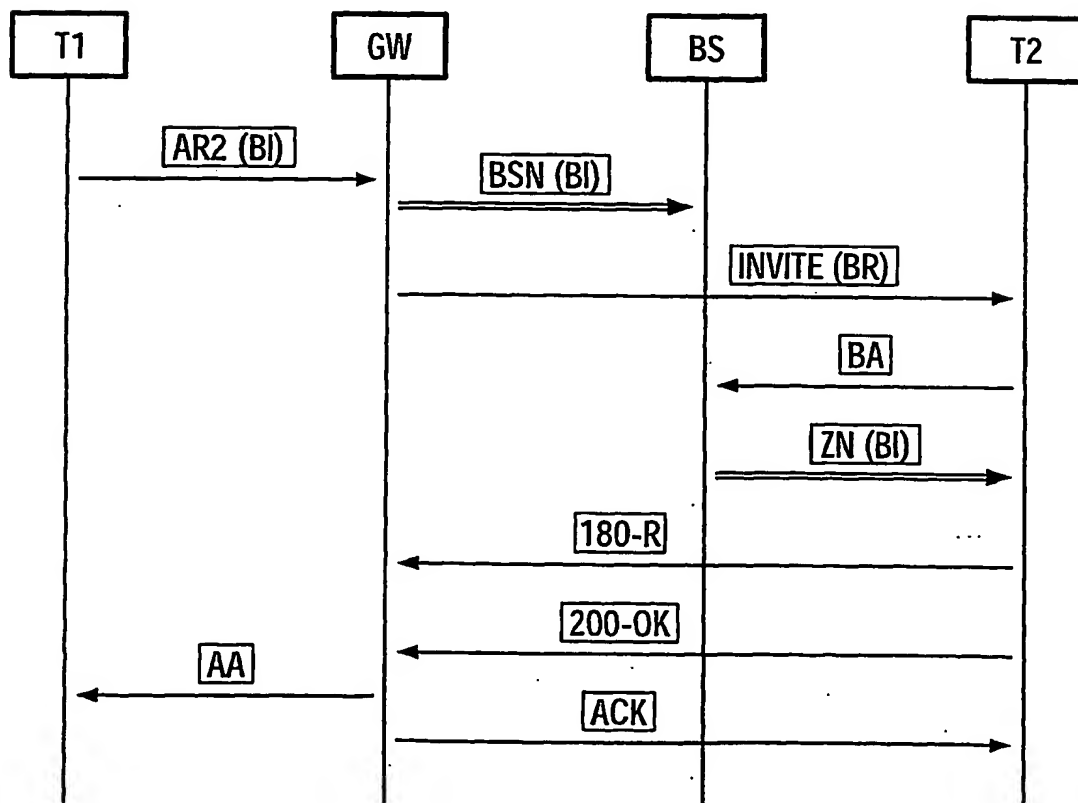 T1 GW BS T2
AR2 (BI)
BSN (BI)
INVITE (BR)
BA
ZN (BI)
180-R
200-OK
AA
ACK